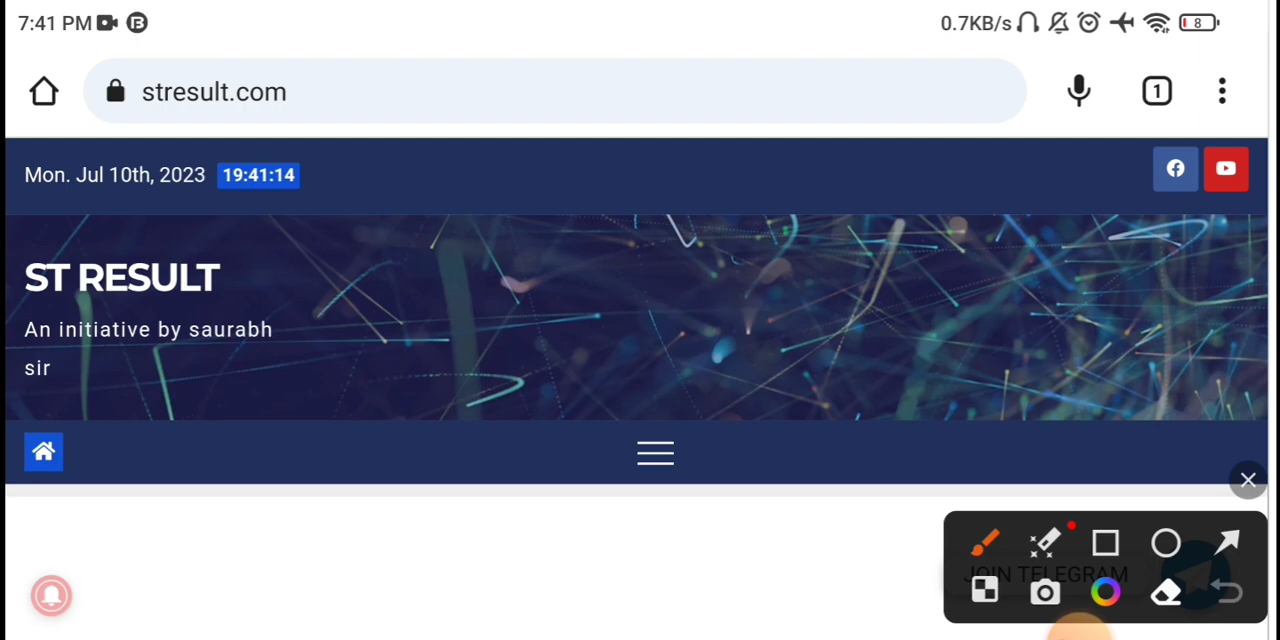 7:41 PM
0.7KB/s
8
stresult.com
1
Mon. Jul 10th, 2023 19:41:14
ST RESULT
An initiative by saurabh
sir
JOIN TELEGRAM